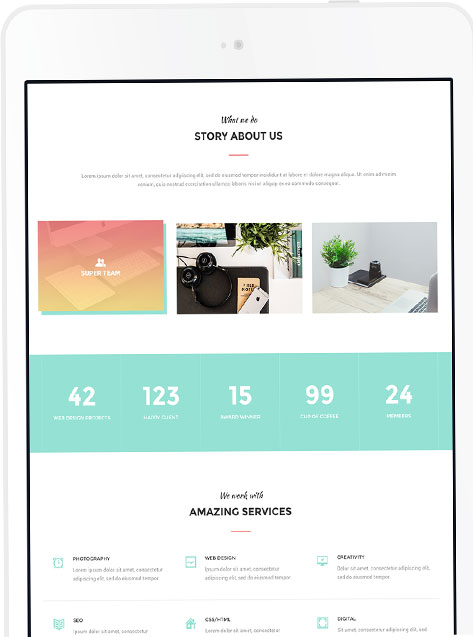 What we do
STORY ABOUT US
Lorem ipsum dolor sit amet, consectetur adipiscing elit, sed do eiusmod tempor incididunt ut labore et dolore magna aliqua. Ut enim ad minim
veniam, quis nostrud exercitation ullamco laboris nisi ut aliquip ex ea commodo consequat.
SUPER TEAM
FIELD NOTES
42
123
15
99
24
WEB DESIGN PROJECTS
HAPPY CLIENT
AWARD WINNER
CUP OF COFFEE
MEMBERS
We work with
AMAZING SERVICES
PHOTOGRAPHY
Lorem ipsum dolor sit amet, consectetur
adipiscing elit, sed do eiusmod tempor
WEB DESIGN
Ipsum dolor sit amet, consectetur
adipiscing elit, sed do eiusmod tempor
CREATIVITY
Dolor sit amet, consectetur adipiscing elit,
sed do eiusmod tempor
SEO
Lorem ipsum dolor sit amet, consectetur
CSS/HTML
Ipsum dolor sit amet, consectetur
DIGITAL
Sit amet, consectetur adipiscing elit, sed